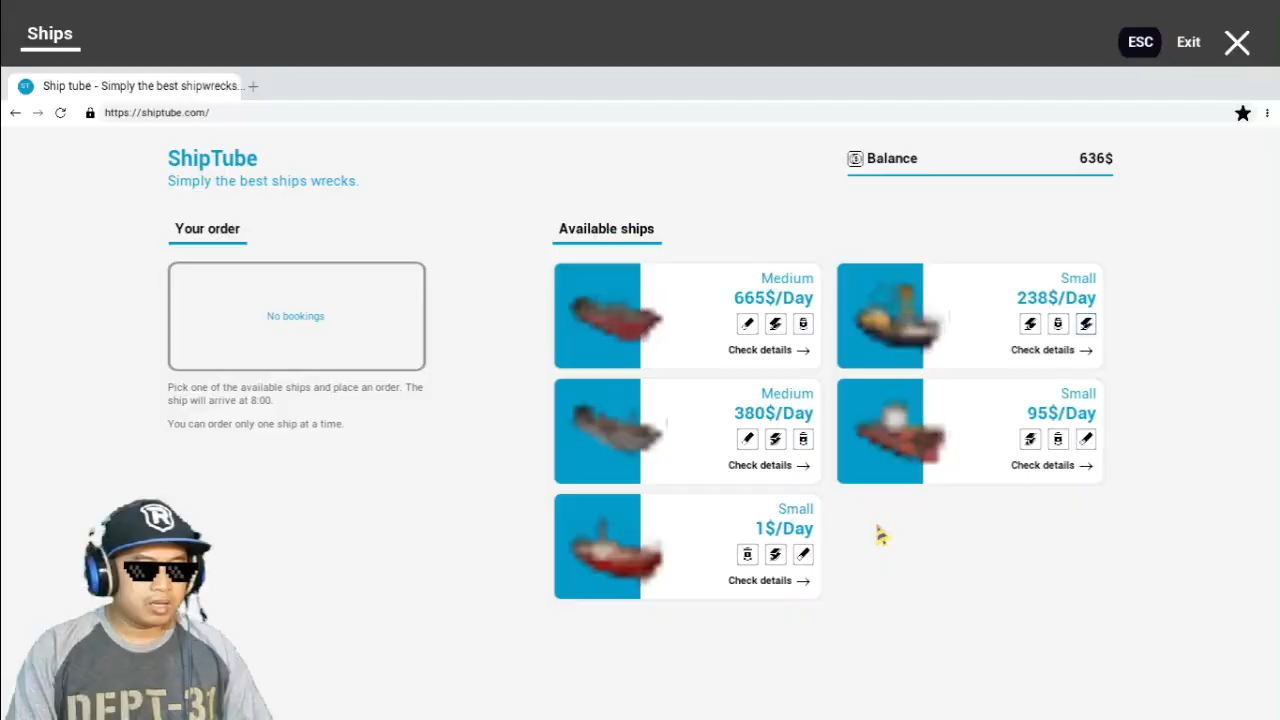 Ships
ESC Exit
Ship tube - Simply the best shipwrecks...
https://shiptube.com/
ShipTube
Simply the best ships wrecks.
Balance 636$
Your order
No bookings
Pick one of the available ships and place an order. The
ship will arrive at 8:00.
You can order only one ship at a time.
Available ships
Medium
665$/Day
Check details →
Small
238$/Day
Check details →
Medium
380$/Day
Check details →
Small
95$/Day
Check details →
Small
1$/Day
Check details →
DEPT-31